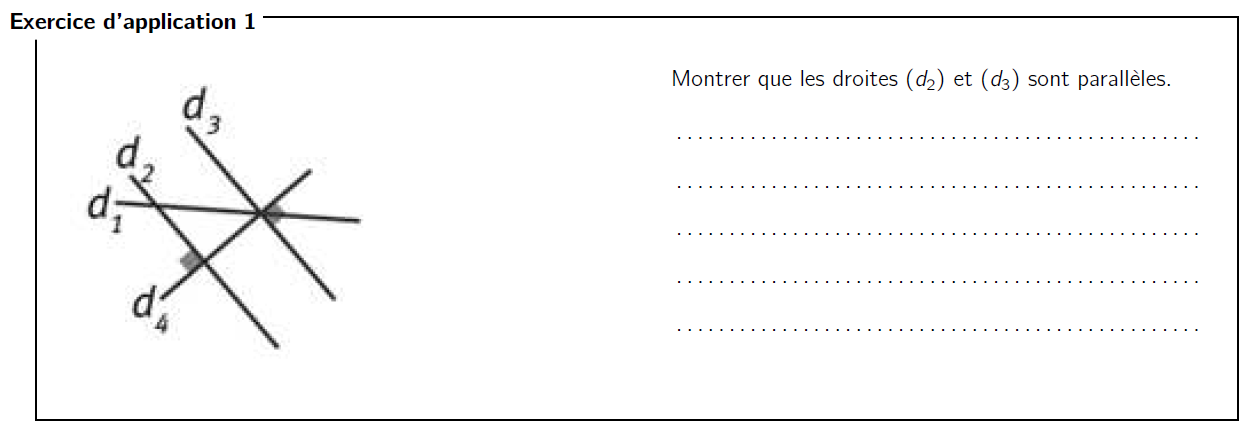 Exercice d'application 1
Montrer que les droites (d₂) et (d₃) sont parallèles.
d₃
d₂
d₁
d₄